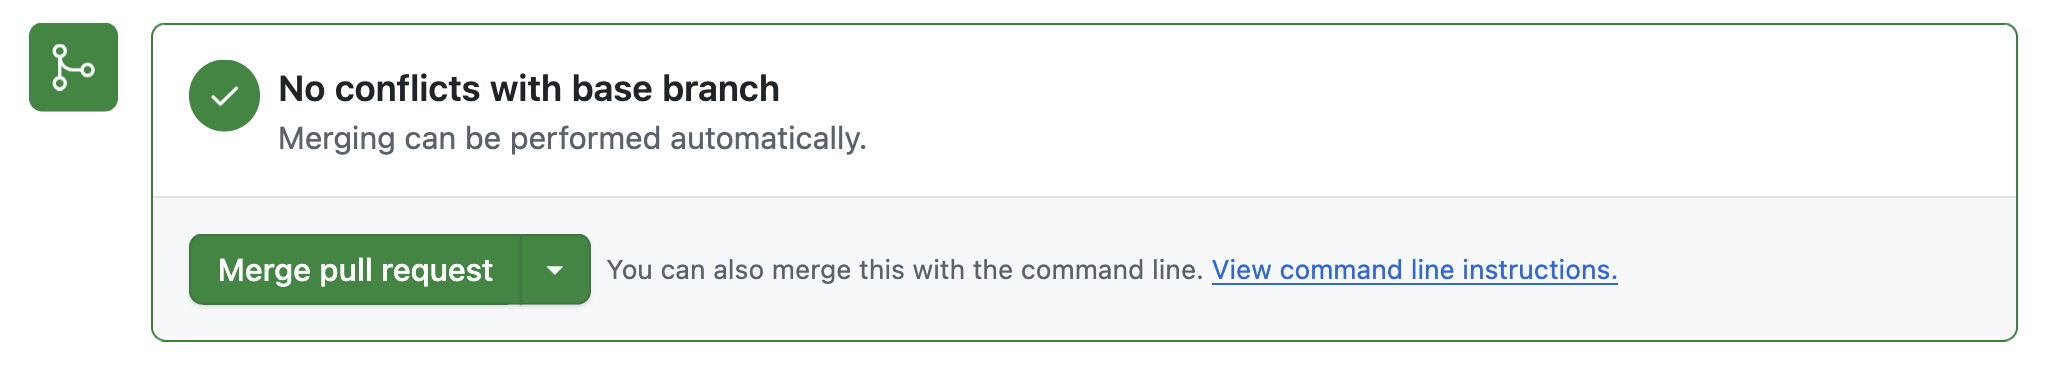 No conflicts with base branch
Merging can be performed automatically.
Merge pull request You can also merge this with the command line. View command line instructions.